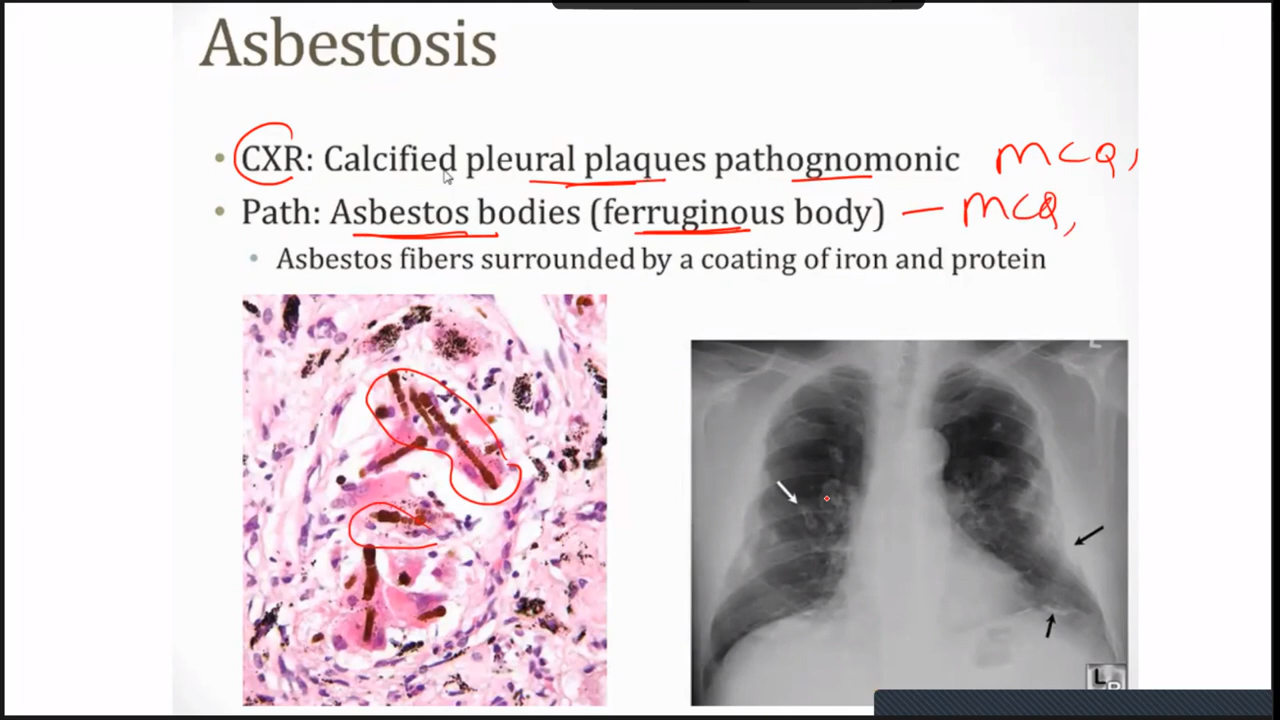 Asbestosis
• CXR: Calcified pleural plaques pathognomonic MCQ,
• Path: Asbestos bodies (ferruginous body) — MCQ,
• Asbestos fibers surrounded by a coating of iron and protein
L